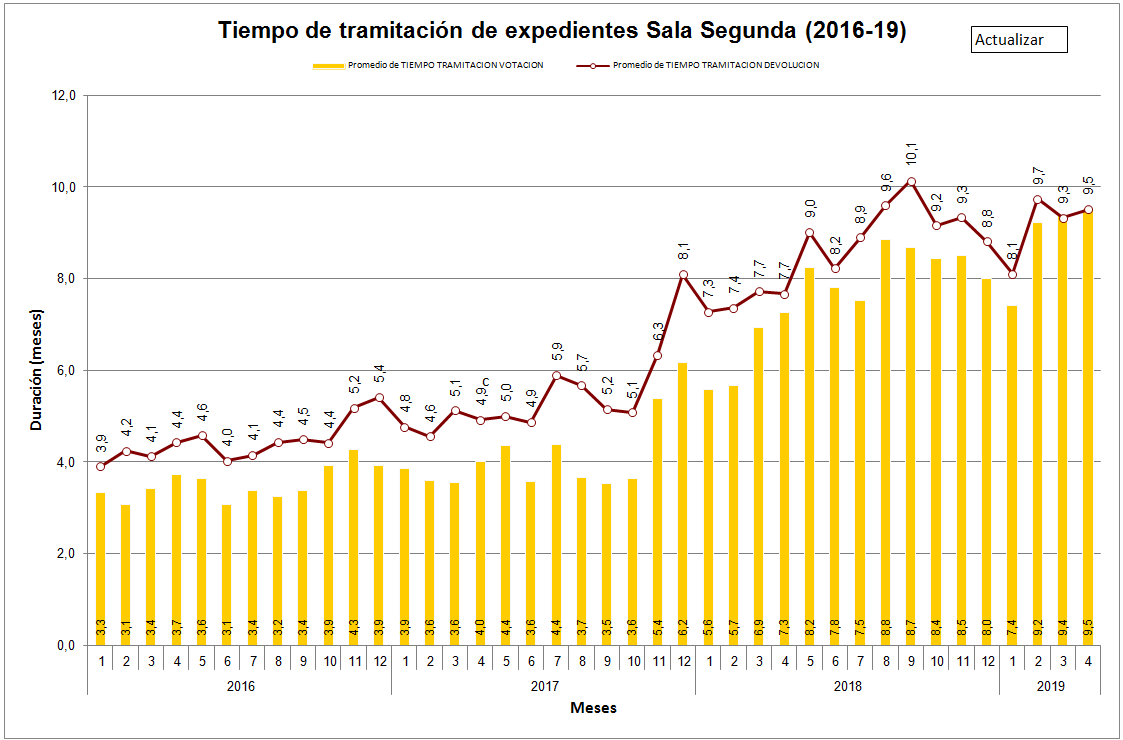 Tiempo de tramitación de expedientes Sala Segunda (2016-19)
Actualizar
Promedio de TIEMPO TRAMITACION VOTACION Promedio de TIEMPO TRAMITACION DEVOLUCION
12,0
10,0
8,0
6,0
4,0
2,0
0,0
Duración (meses)
3,9 4,2 4,1 4,4 4,6 4,0 4,1 4,4 4,5 4,4 5,2 5,4 4,8 4,6 5,1 4,9 C 5,0 4,9 5,9 5,7 5,2 5,1 6,3 8,1 7,3 7,4 7,7 7,7 9,0 8,2 8,9 9,6 10,1 9,2 9,3 8,8 8,1 9,7 9,3 9,5
3,3 3,1 3,4 3,7 3,6 3,1 3,4 3,2 3,4 3,9 4,3 3,9 3,9 3,6 3,6 4,0 4,4 3,6 4,4 3,7 3,5 3,6 5,4 6,2 5,6 5,7 6,9 7,3 8,2 7,8 7,5 8,8 8,7 8,4 8,5 8,0 7,4 9,2 9,4 9,5
1 2 3 4 5 6 7 8 9 10 11 12 1 2 3 4 5 6 7 8 9 10 11 12 1 2 3 4 5 6 7 8 9 10 11 12 1 2 3 4
2016 2017 2018 2019
Meses